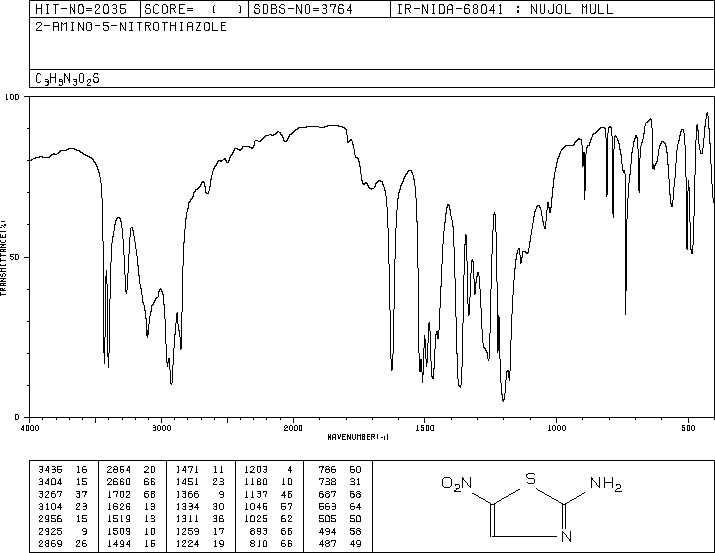 HIT-NO=2035 SCORE= ( ) SDBS-NO=3764 IR-NIDA-68041 : NUJOL MULL
2-AMINO-5-NITROTHIAZOLE
C3H3N3O2S
100
50
0
TRANSMITTANCE(%)
4000 3000 2000 1500 1000 500
WAVENUMBER(-1)
3435 16 2854 20 1471 11 1203 4 786 60
3404 15 2660 66 1451 23 1180 10 738 31
3267 37 1702 68 1366 9 1137 46 687 68
3104 23 1626 13 1334 30 1046 57 563 64
2956 15 1519 13 1311 36 1025 62 505 50
2925 9 1509 10 1259 17 893 66 494 58
2869 26 1494 15 1224 19 810 66 487 49
O2N S NH2
N